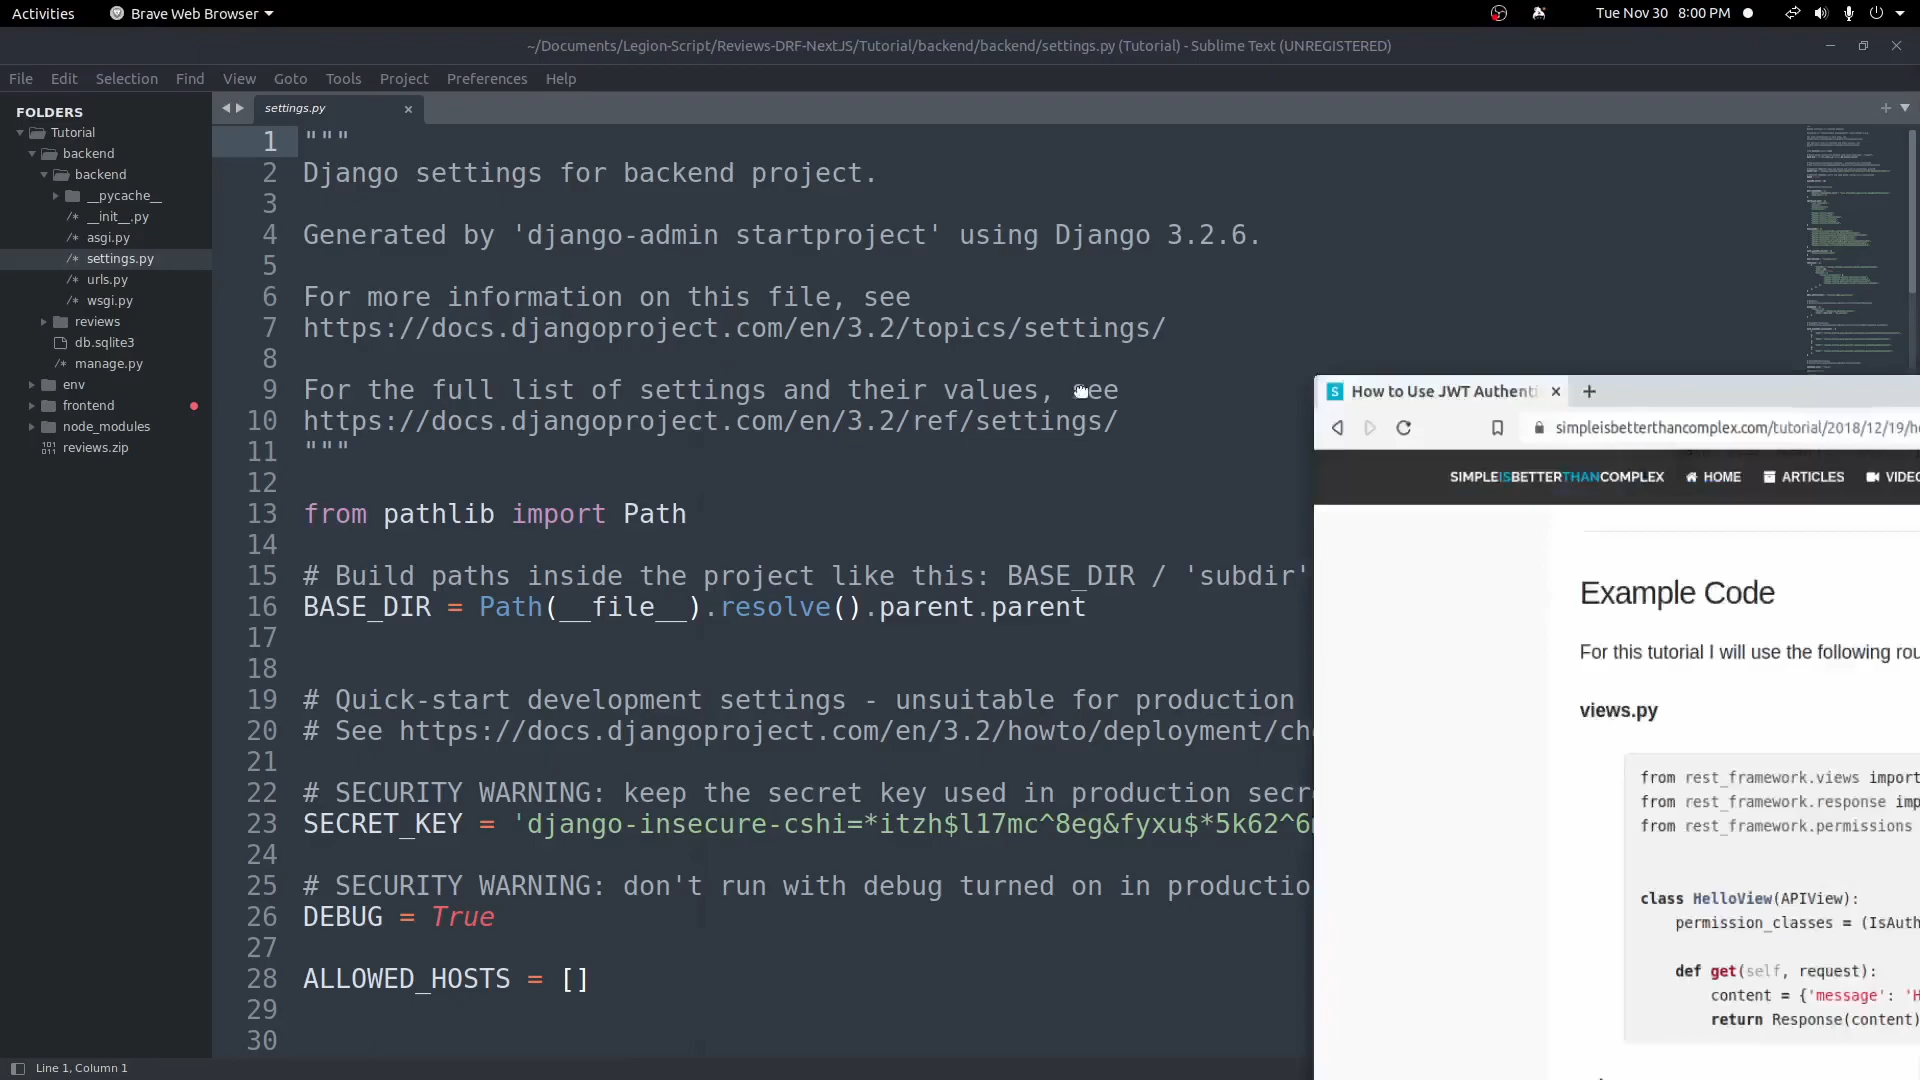 Activities
Brave Web Browser
Tue Nov 30 8:00 PM
~/Documents/Legion-Script/Reviews-DRF-NextJS/Tutorial/backend/backend/settings.py (Tutorial) - Sublime Text (UNREGISTERED)
File Edit Selection Find View Goto Tools Project Preferences Help
FOLDERS
Tutorial
backend
backend
__pycache__
/* __init__.py
/* asgi.py
/* settings.py
/* urls.py
/* wsgi.py
reviews
db.sqlite3
/* manage.py
env
frontend
node_modules
reviews.zip
settings.py
1 """
2 Django settings for backend project.
3
4 Generated by 'django-admin startproject' using Django 3.2.6.
5
6 For more information on this file, see
7 https://docs.djangoproject.com/en/3.2/topics/settings/
8
9 For the full list of settings and their values, see
10 https://docs.djangoproject.com/en/3.2/ref/settings/
11 """
12
13 from pathlib import Path
14
15 # Build paths inside the project like this: BASE_DIR / 'subdir'
16 BASE_DIR = Path(__file__).resolve().parent.parent
17
18
19 # Quick-start development settings - unsuitable for production
20 # See https://docs.djangoproject.com/en/3.2/howto/deployment/ch
21
22 # SECURITY WARNING: keep the secret key used in production secr
23 SECRET_KEY = 'django-insecure-cshi=*itzh$l17mc^8eg&fyxu$*5k62^6
24
25 # SECURITY WARNING: don't run with debug turned on in productio
26 DEBUG = True
27
28 ALLOWED_HOSTS = []
29
30
How to Use JWT Authenti
simpleisbetterthancomplex.com/tutorial/2018/12/19/h
SIMPLEISBETTERTHANCOMPLEX HOME ARTICLES VIDEO
Example Code
For this tutorial I will use the following rou
views.py
from rest_framework.views import
from rest_framework.response imp
from rest_framework.permissions
class HelloView(APIView):
permission_classes = (IsAuth
def get(self, request):
content = {'message': 'H
return Response(content)
Line 1, Column 1